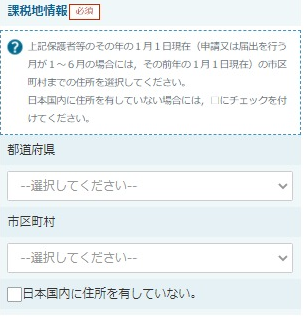 課税地情報 必須
? 上記保護者等のその年の1月1日現在(申請又は届出を行う
月が1~6月の場合には,その前年の1月1日現在)の市区
町村までの住所を選択してください。
日本国内に住所を有していない場合には,□にチェックを付
けてください。
都道府県
--選択してください--
市区町村
--選択してください--
日本国内に住所を有していない。